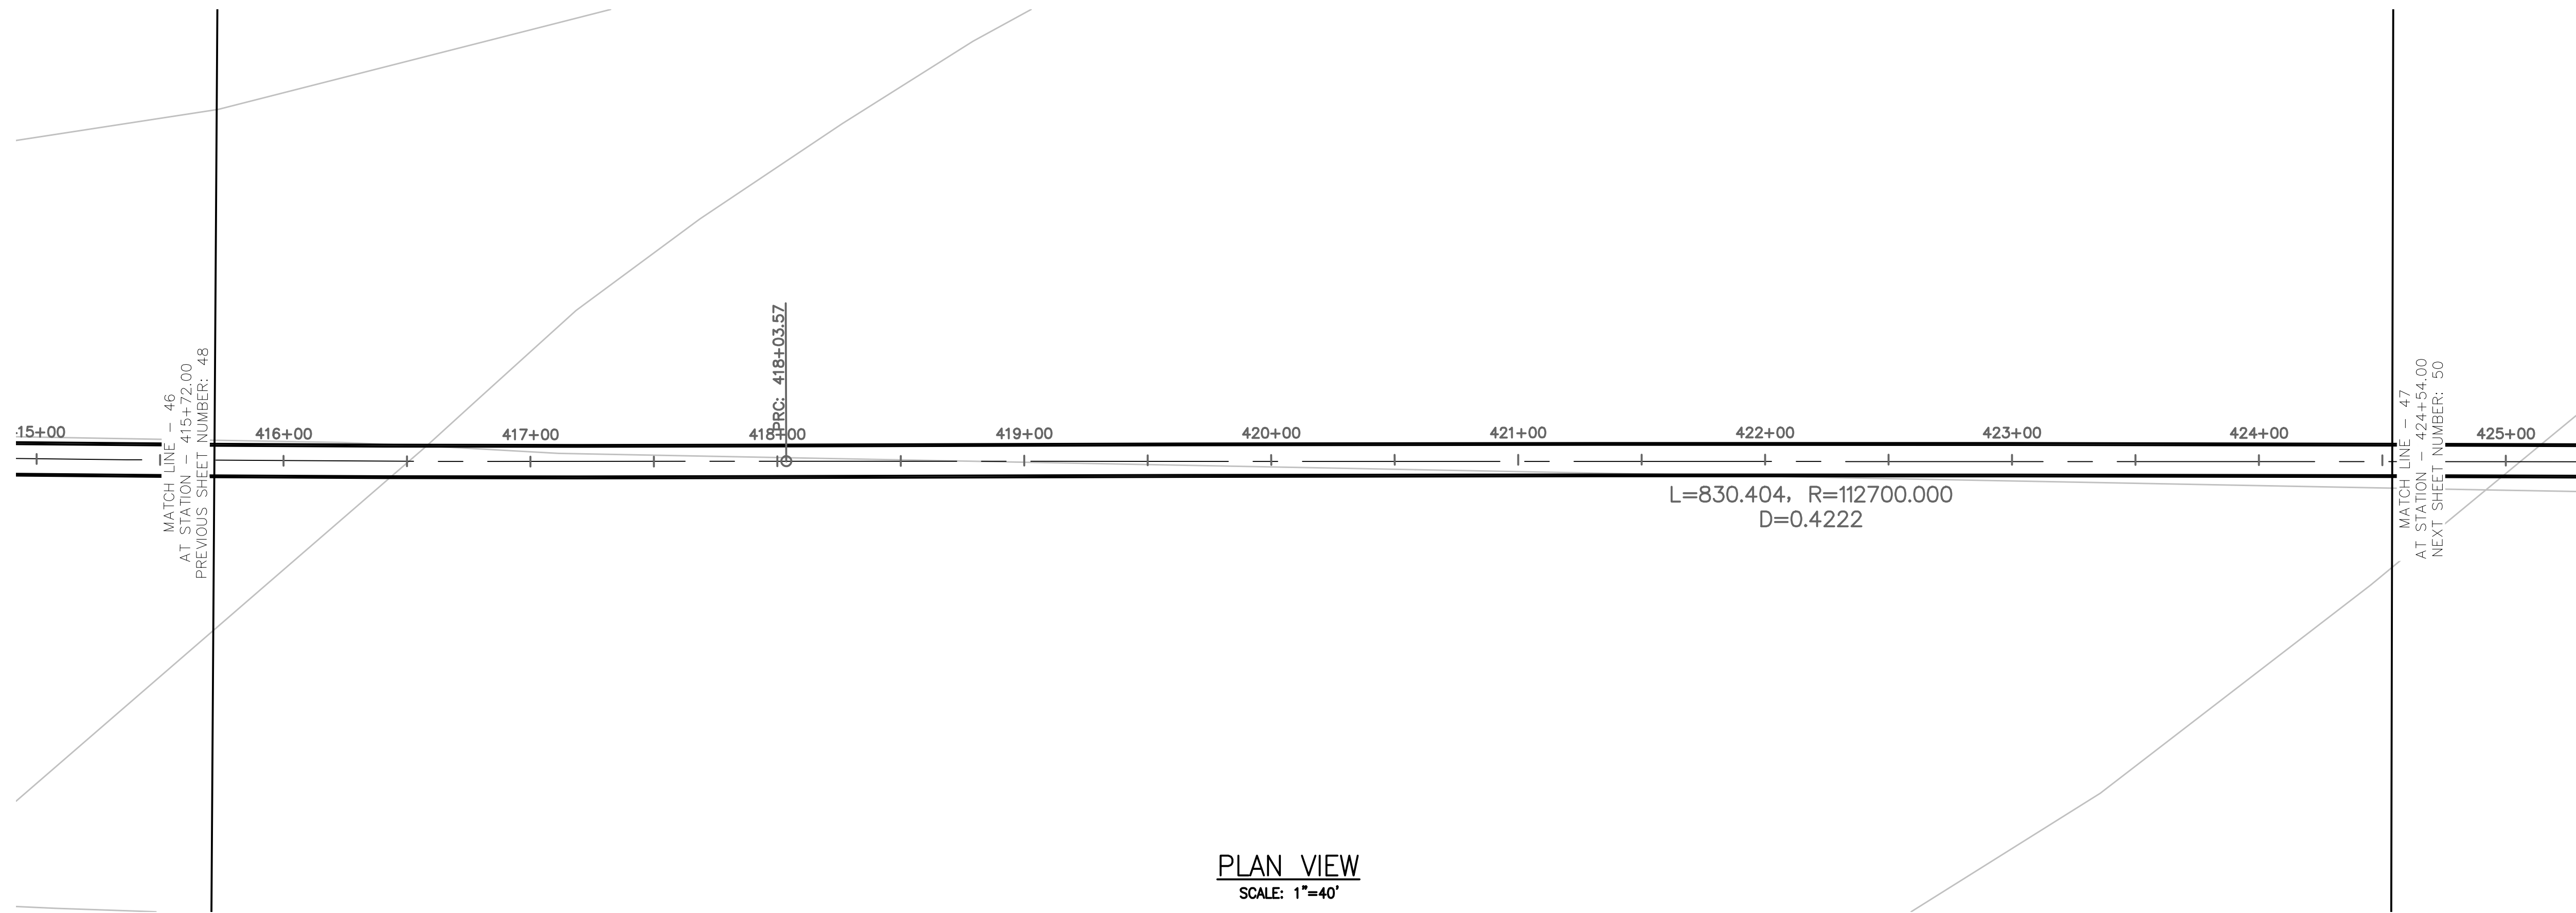 MATCH LINE - 46
AT STATION - 415+72.00
PREVIOUS SHEET NUMBER: 48
PRC: 418+03.57
15+00
416+00
417+00
418+00
419+00
420+00
421+00
422+00
423+00
424+00
425+00
L=830.404, R=112700.000
D=0.4222
MATCH LINE - 47
AT STATION - 424+54.00
NEXT SHEET NUMBER: 50
PLAN VIEW
SCALE: 1"=40'